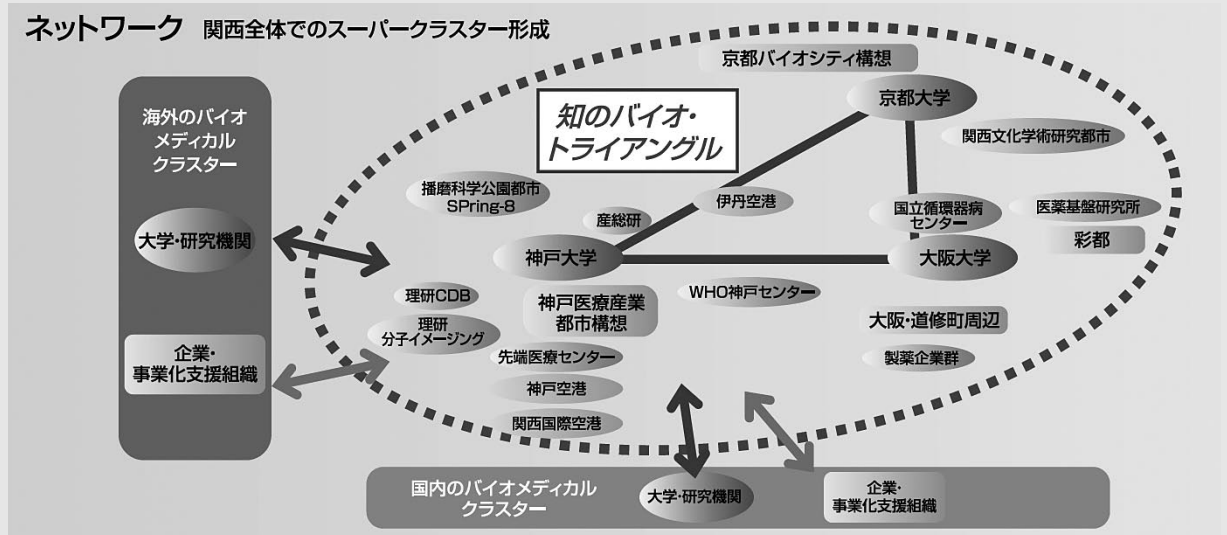 ネットワーク 関西全体でのスーパークラスター形成
海外のバイオ
メディカル
クラスター
大学・研究機関
企業・
事業化支援組織
京都バイオシティ構想
京都大学
知のバイオ・
トライアングル
関西文化学術研究都市
播磨科学公園都市
SPring-8
伊丹空港
産総研
国立循環器病
センター
医薬基盤研究所
彩都
神戸大学
大阪大学
理研CDB
神戸医療産業
都市構想
WHO神戸センター
理研
分子イメージング
大阪・道修町周辺
先端医療センター
製薬企業群
神戸空港
関西国際空港
国内のバイオメディカル
クラスター
大学・研究機関
企業・
事業化支援組織